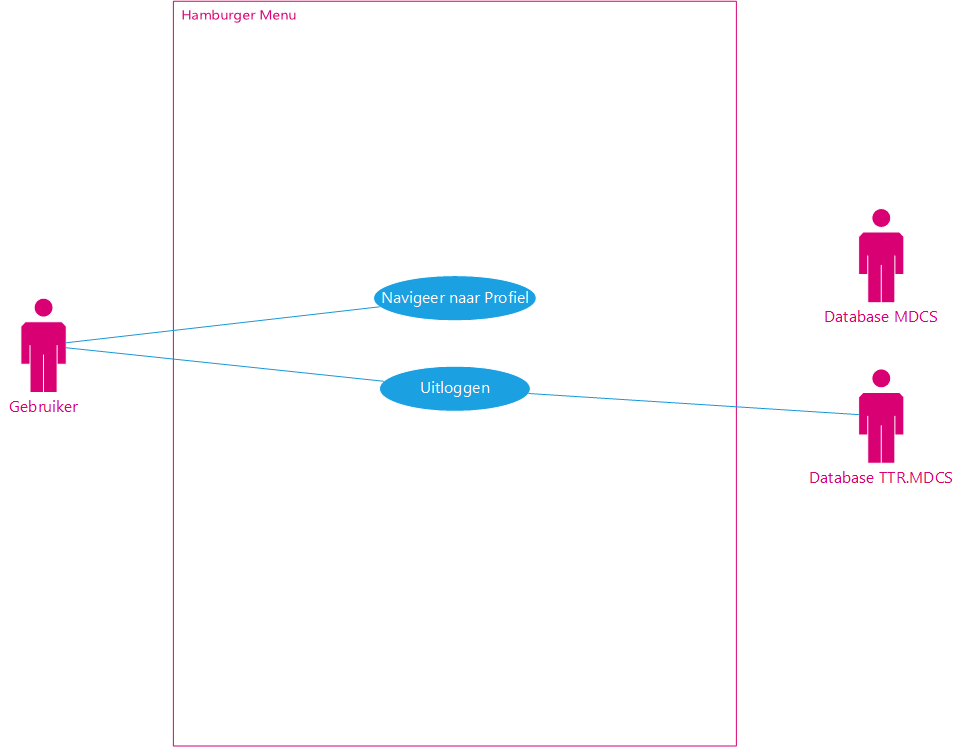 Hamburger Menu
Navigeer naar Profiel
Database MDCS
Uitloggen
Gebruiker
Database TTR.MDCS